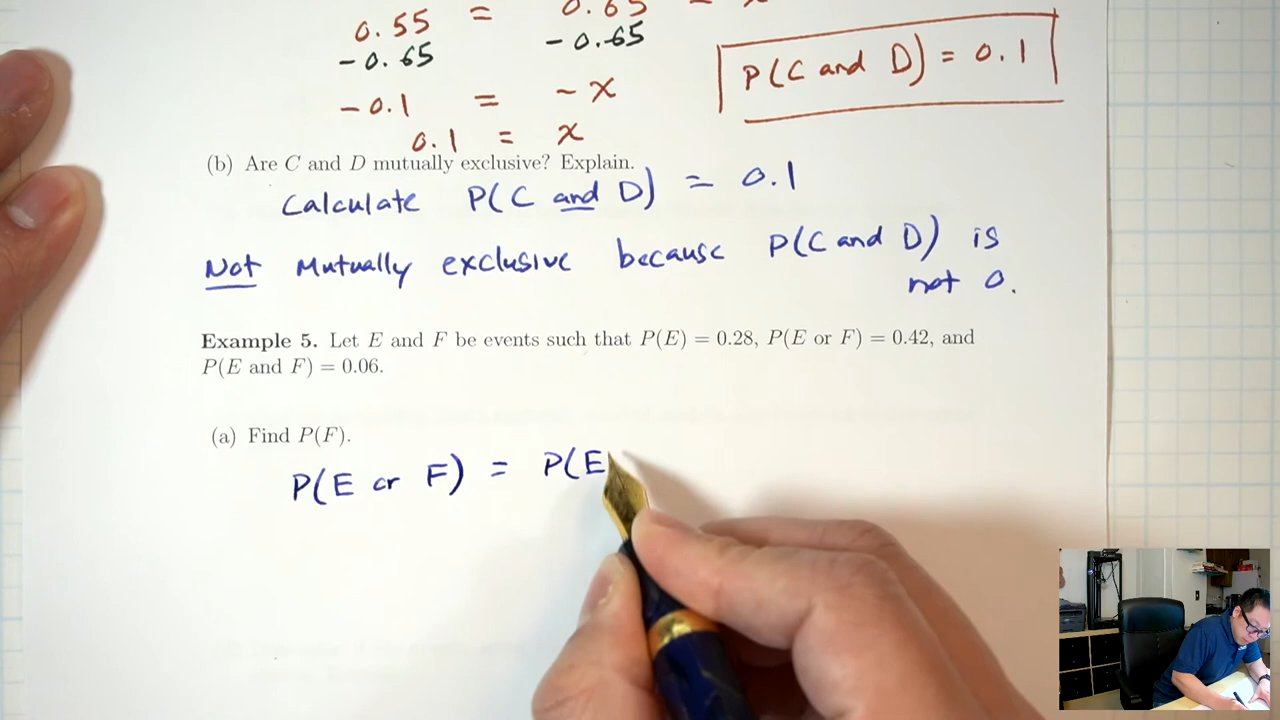 0.55 = 0.65 - x
-0.65 -0.65
-0.1 = -x
0.1 = x
P(C and D) = 0.1
(b) Are C and D mutually exclusive? Explain.
Calculate P(C and D) = 0.1
Not Mutually exclusive because P(C and D) is
not 0.
Example 5. Let E and F be events such that P(E) = 0.28, P(E or F) = 0.42, and
P(E and F) = 0.06.
(a) Find P(F).
P(E or F) = P(E